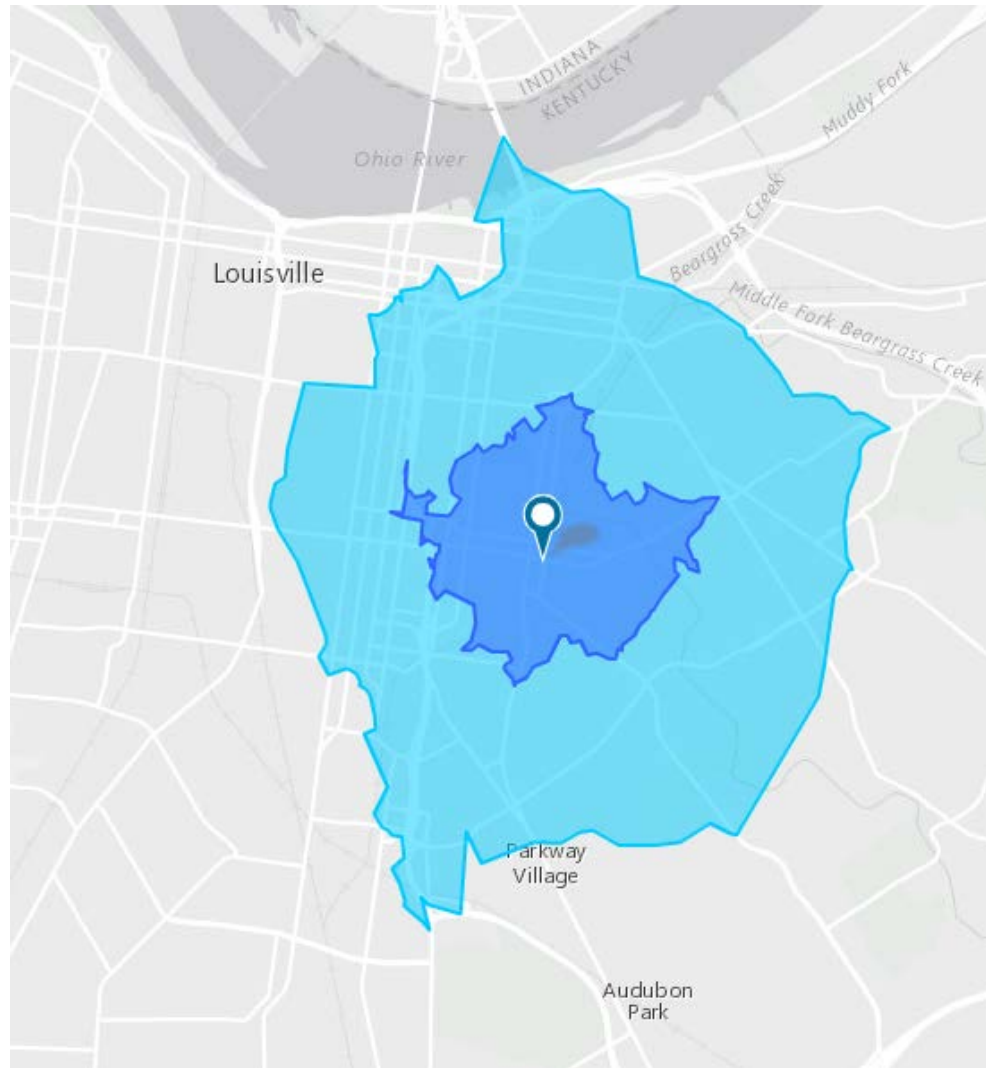 INDIANA
KENTUCKY
Muddy Fork
Ohio River
Beargrass Creek
Louisville
Middle Fork Beargrass Creek
Parkway
Village
Audubon
Park